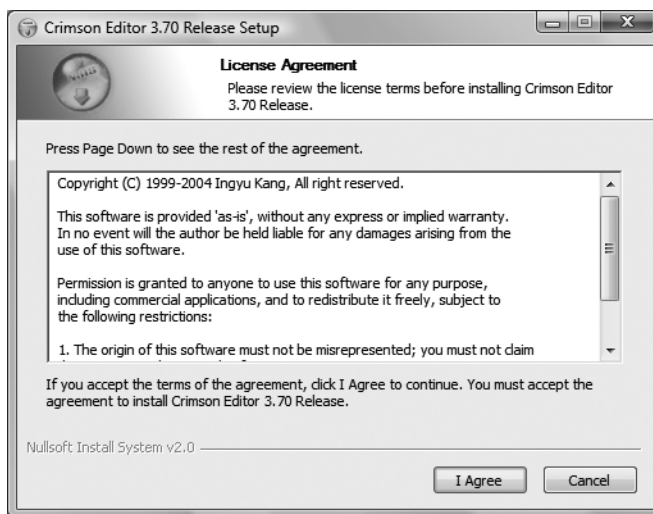 Crimson Editor 3.70 Release Setup
License Agreement
Please review the license terms before installing Crimson Editor
3.70 Release.
Press Page Down to see the rest of the agreement.
Copyright (C) 1999-2004 Ingyu Kang, All right reserved.
This software is provided 'as-is', without any express or implied warranty.
In no event will the author be held liable for any damages arising from the
use of this software.
Permission is granted to anyone to use this software for any purpose,
including commercial applications, and to redistribute it freely, subject to
the following restrictions:
1. The origin of this software must not be misrepresented; you must not claim
If you accept the terms of the agreement, click I Agree to continue. You must accept the
agreement to install Crimson Editor 3.70 Release.
Nullsoft Install System v2.0
I Agree
Cancel